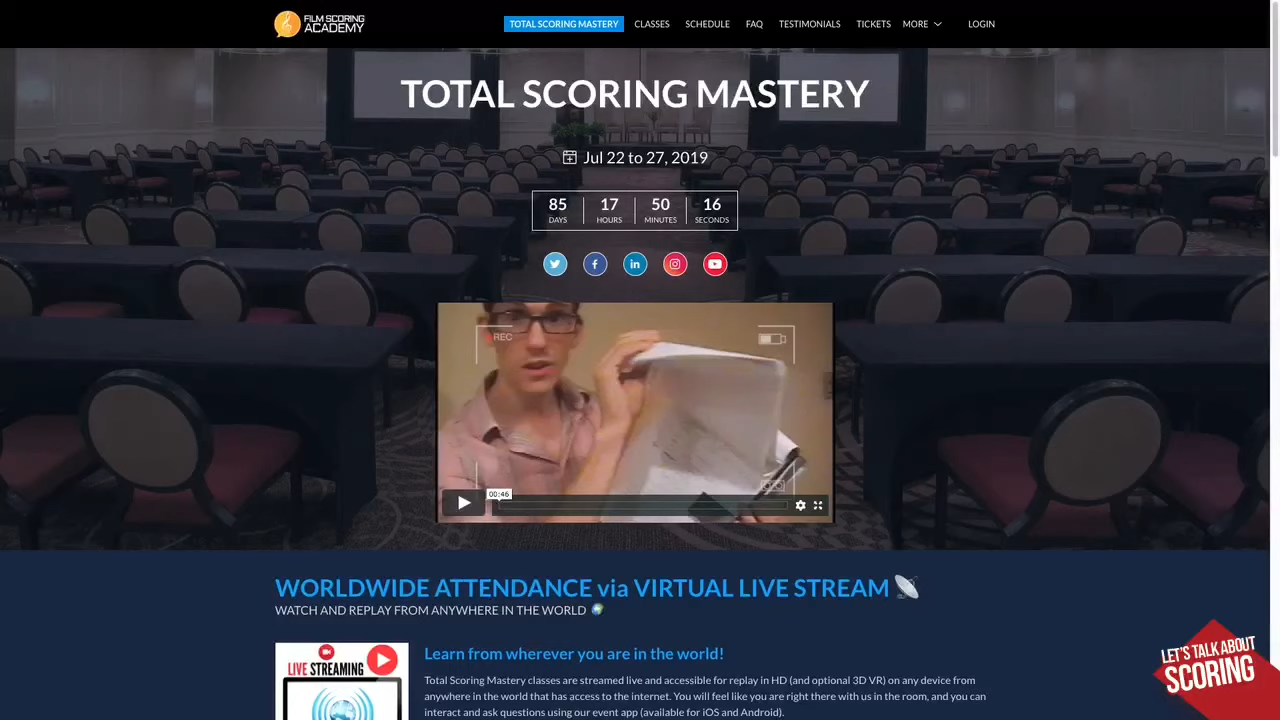 FILM SCORING
ACADEMY
TOTAL SCORING MASTERY CLASSES SCHEDULE FAQ TESTIMONIALS TICKETS MORE LOGIN
TOTAL SCORING MASTERY
Jul 22 to 27, 2019
85 17 50 16
DAYS HOURS MINUTES SECONDS
REC
00:46
WORLDWIDE ATTENDANCE via VIRTUAL LIVE STREAM
WATCH AND REPLAY FROM ANYWHERE IN THE WORLD
LIVE STREAMING
Learn from wherever you are in the world!
Total Scoring Mastery classes are streamed live and accessible for replay in HD (and optional 3D VR) on any device from
anywhere in the world that has access to the internet. You will feel like you are right there with us in the room, and you can
interact and ask questions using our event app (available for iOS and Android).
LET'S TALK ABOUT
SCORING